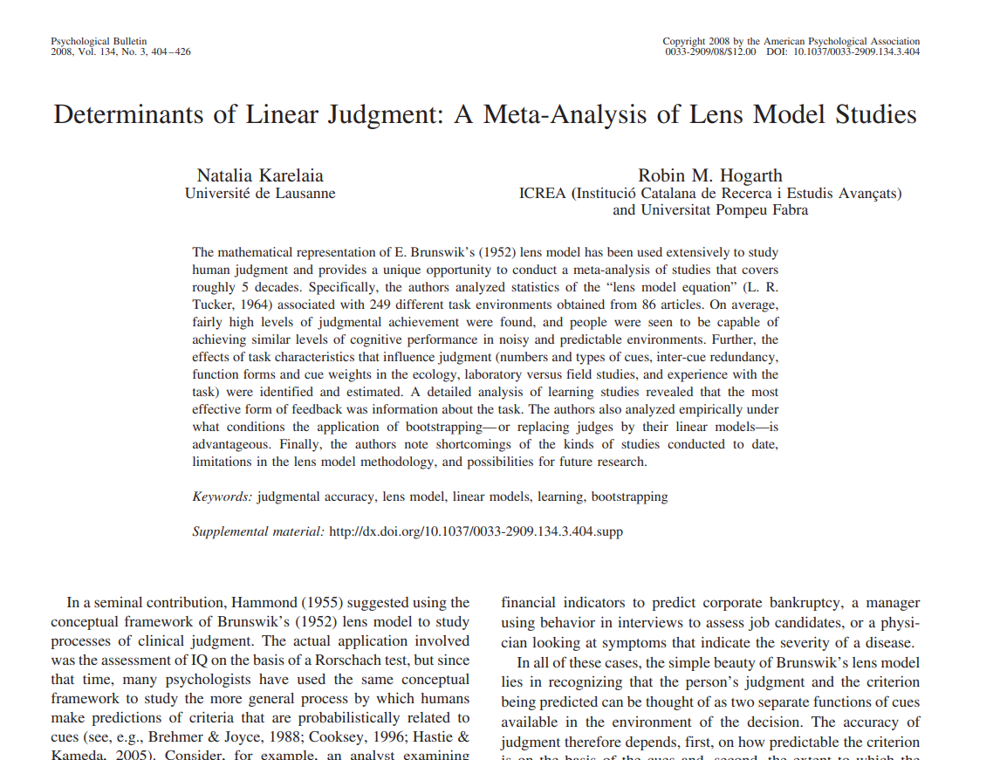 Psychological Bulletin
2008, Vol. 134, No. 3, 404–426
Copyright 2008 by the American Psychological Association
0033-2909/08/$12.00 DOI: 10.1037/0033-2909.134.3.404
Determinants of Linear Judgment: A Meta-Analysis of Lens Model Studies
Natalia Karelaia
Université de Lausanne
Robin M. Hogarth
ICREA (Institució Catalana de Recerca i Estudis Avançats)
and Universitat Pompeu Fabra
The mathematical representation of E. Brunswik's (1952) lens model has been used extensively to study
human judgment and provides a unique opportunity to conduct a meta-analysis of studies that covers
roughly 5 decades. Specifically, the authors analyzed statistics of the “lens model equation” (L. R.
Tucker, 1964) associated with 249 different task environments obtained from 86 articles. On average,
fairly high levels of judgmental achievement were found, and people were seen to be capable of
achieving similar levels of cognitive performance in noisy and predictable environments. Further, the
effects of task characteristics that influence judgment (numbers and types of cues, inter-cue redundancy,
function forms and cue weights in the ecology, laboratory versus field studies, and experience with the
task) were identified and estimated. A detailed analysis of learning studies revealed that the most
effective form of feedback was information about the task. The authors also analyzed empirically under
what conditions the application of bootstrapping—or replacing judges by their linear models—is
advantageous. Finally, the authors note shortcomings of the kinds of studies conducted to date,
limitations in the lens model methodology, and possibilities for future research.
Keywords: judgmental accuracy, lens model, linear models, learning, bootstrapping
Supplemental material: http://dx.doi.org/10.1037/0033-2909.134.3.404.supp
In a seminal contribution, Hammond (1955) suggested using the
conceptual framework of Brunswik's (1952) lens model to study
processes of clinical judgment. The actual application involved
was the assessment of IQ on the basis of a Rorschach test, but since
that time, many psychologists have used the same conceptual
framework to study the more general process by which humans
make predictions of criteria that are probabilistically related to
cues (see, e.g., Brehmer & Joyce, 1988; Cooksey, 1996; Hastie &
Kameda, 2005). Consider, for example, an analyst examining
financial indicators to predict corporate bankruptcy, a manager
using behavior in interviews to assess job candidates, or a physi-
cian looking at symptoms that indicate the severity of a disease.
In all of these cases, the simple beauty of Brunswik's lens model
lies in recognizing that the person's judgment and the criterion
being predicted can be thought of as two separate functions of cues
available in the environment of the decision. The accuracy of
judgment therefore depends, first, on how predictable the criterion
is on the basis of the cues and, second, the extent to which the